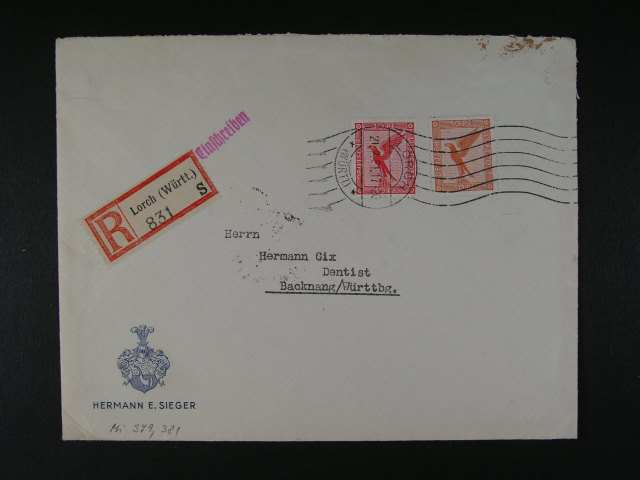 Einschreiben
R
Lorch (Württ.)
831
S
Herrn
Hermann Gix
Dentist
Backnang/Württbg.
HERMANN E. SIEGER
Mi 379, 381